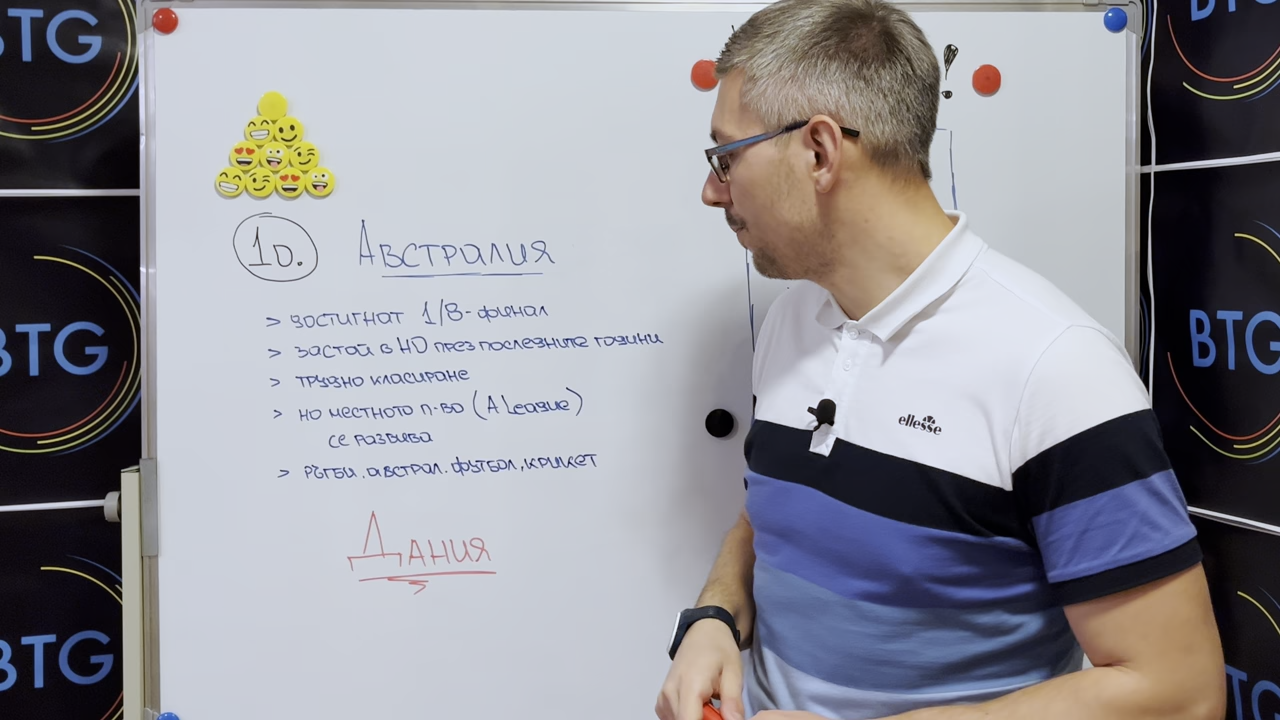 BTG
BTG
BTG
BTG
BTG
BTG
!
10. Австралия
> достигнат 1/8-финал
> застой в НО през последните години
> трудно класиране
> но местното п-во (A League)
се развива
> ръгби, австрал. футбол, крикет
Дания
ellesse